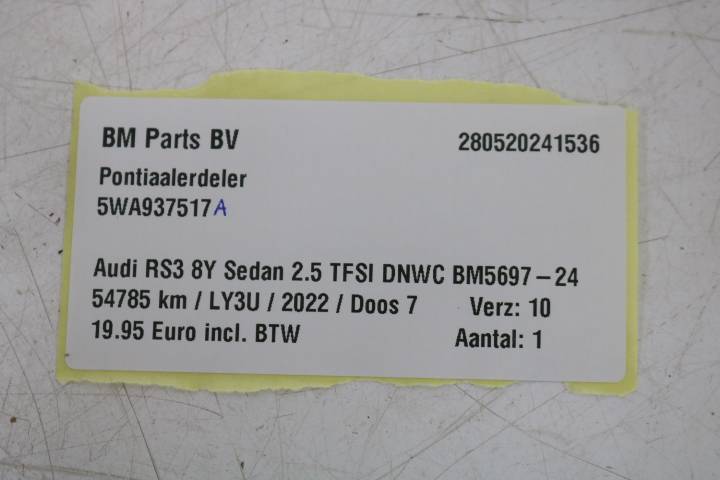 BM Parts BV 280520241536
Pontiaalerdeler
5WA937517A
Audi RS3 8Y Sedan 2.5 TFSI DNWC BM5697-24
54785 km / LY3U / 2022 / Doos 7 Verz: 10
19.95 Euro incl. BTW Aantal: 1